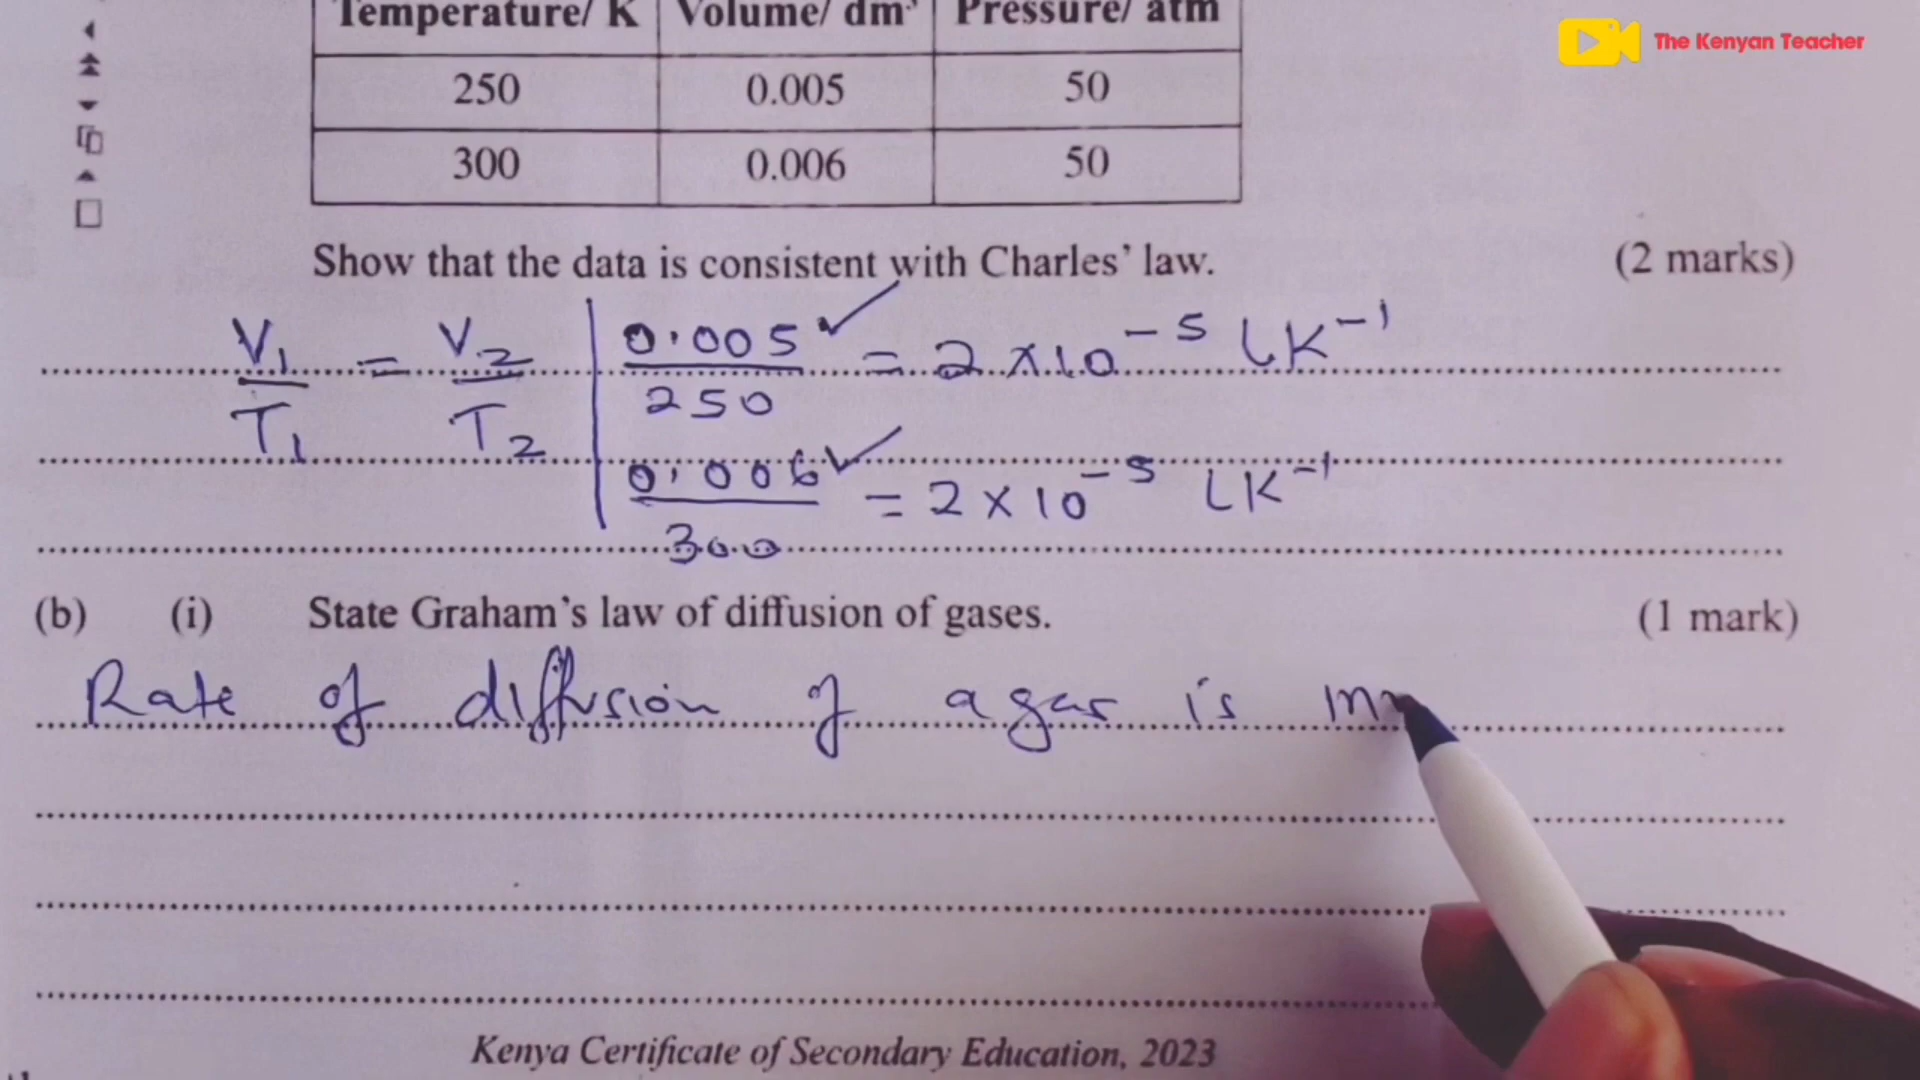 The Kenyan Teacher
Temperature/ K Volume/ dm³ Pressure/ atm
250 0.005 50
300 0.006 50
Show that the data is consistent with Charles’ law. (2 marks)
V₁/T₁ = V₂/T₂
0.005/250 = 2 × 10⁻⁵ LK⁻¹
0.006/300 = 2 × 10⁻⁵ LK⁻¹
(b) (i) State Graham’s law of diffusion of gases. (1 mark)
Rate of diffusion of a gas is inv
Kenya Certificate of Secondary Education, 2023